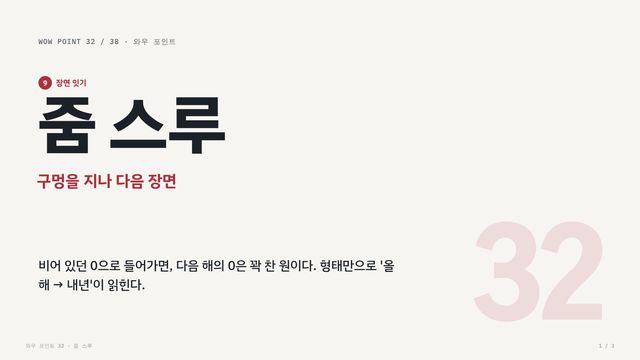 WOW POINT 32 / 38 · 와우 포인트
9 장면 잇기
줌 스루
구멍을 지나 다음 장면
비어 있던 0으로 들어가면, 다음 해의 0은 꽉 찬 원이다. 형태만으로 '올
해 → 내년'이 읽힌다.
32
와우 포인트 32 · 줌 스루
1 / 3